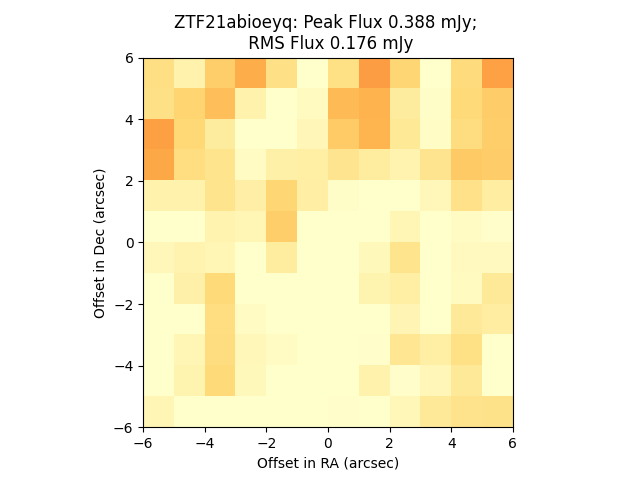 ZTF21abioeyq: Peak Flux 0.388 mJy;
RMS Flux 0.176 mJy
6
4
2
0
−2
−4
−6
Offset in Dec (arcsec)
−6 −4 −2 0 2 4 6
Offset in RA (arcsec)